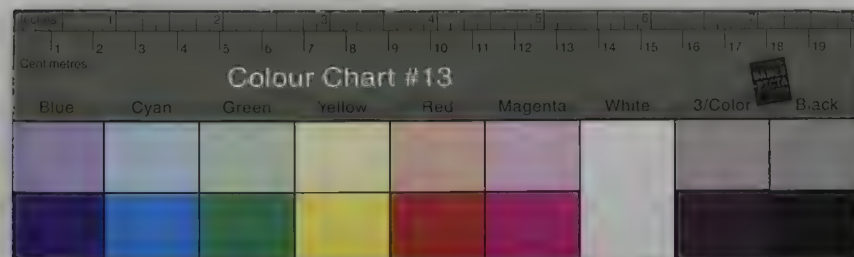 Inches 1 2 3 4 5 6 7 8
1 2 3 4 5 6 7 8 9 10 11 12 13 14 15 16 17 18 19
Centimetres
Colour Chart #13
Blue Cyan Green Yellow Red Magenta White 3/Color Black